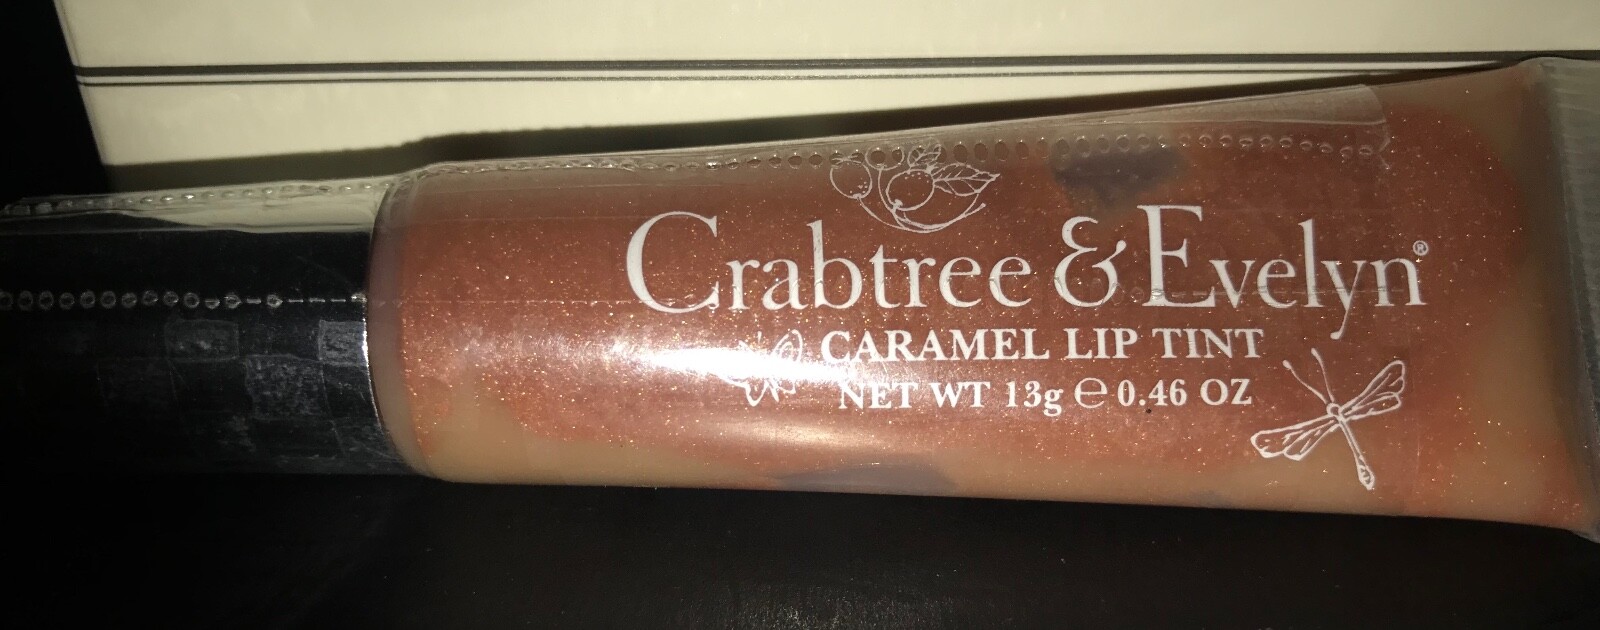 Crabtree & Evelyn®
CARAMEL LIP TINT
NET WT 13g ℮ 0.46 OZ